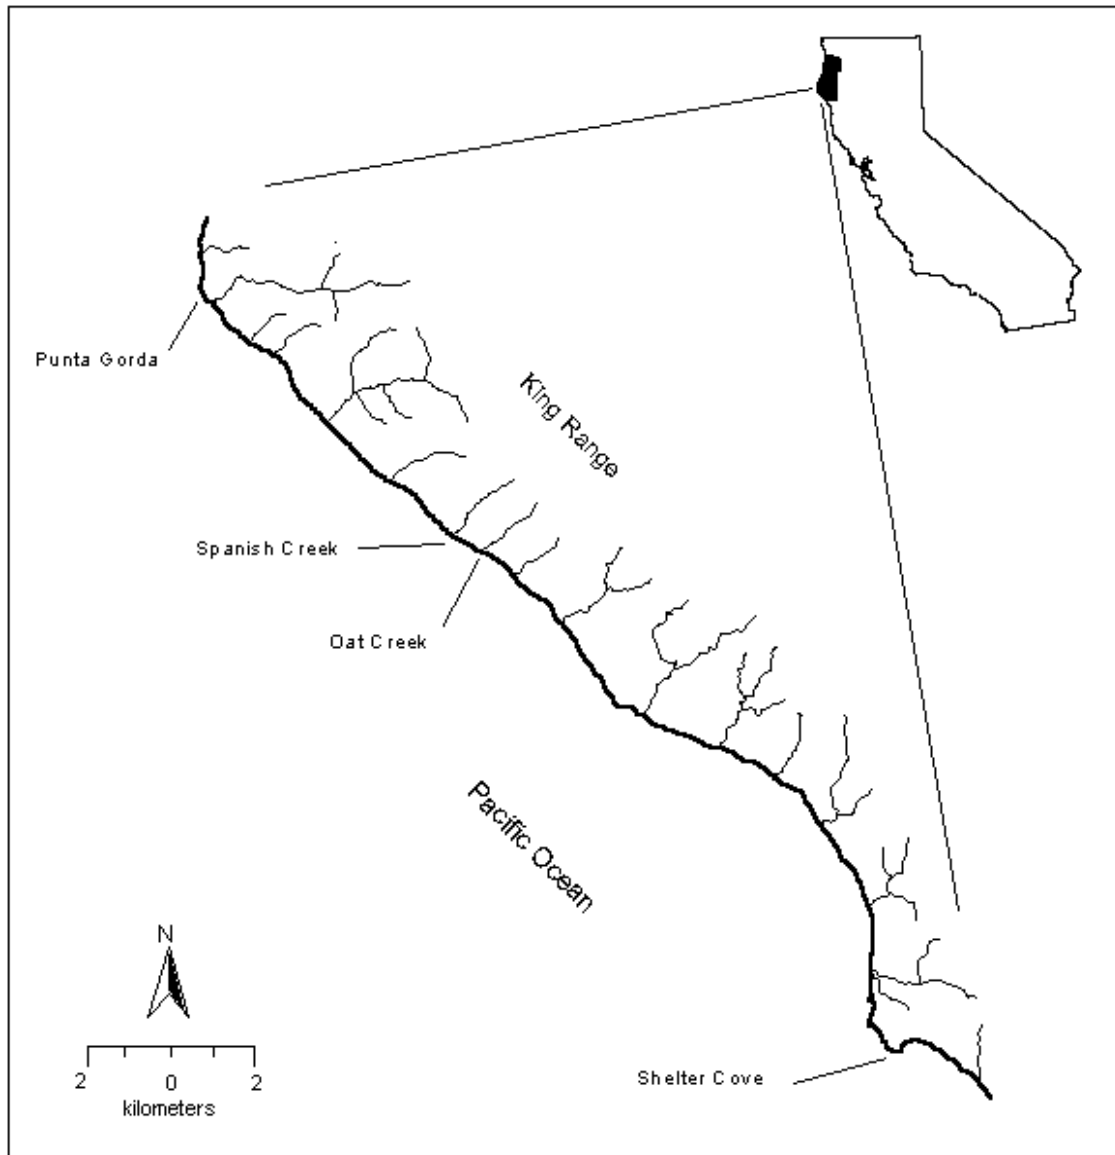 Punta Gorda
King Range
Spanish Creek
Oat Creek
Pacific Ocean
N
2 0 2
kilometers
Shelter Cove